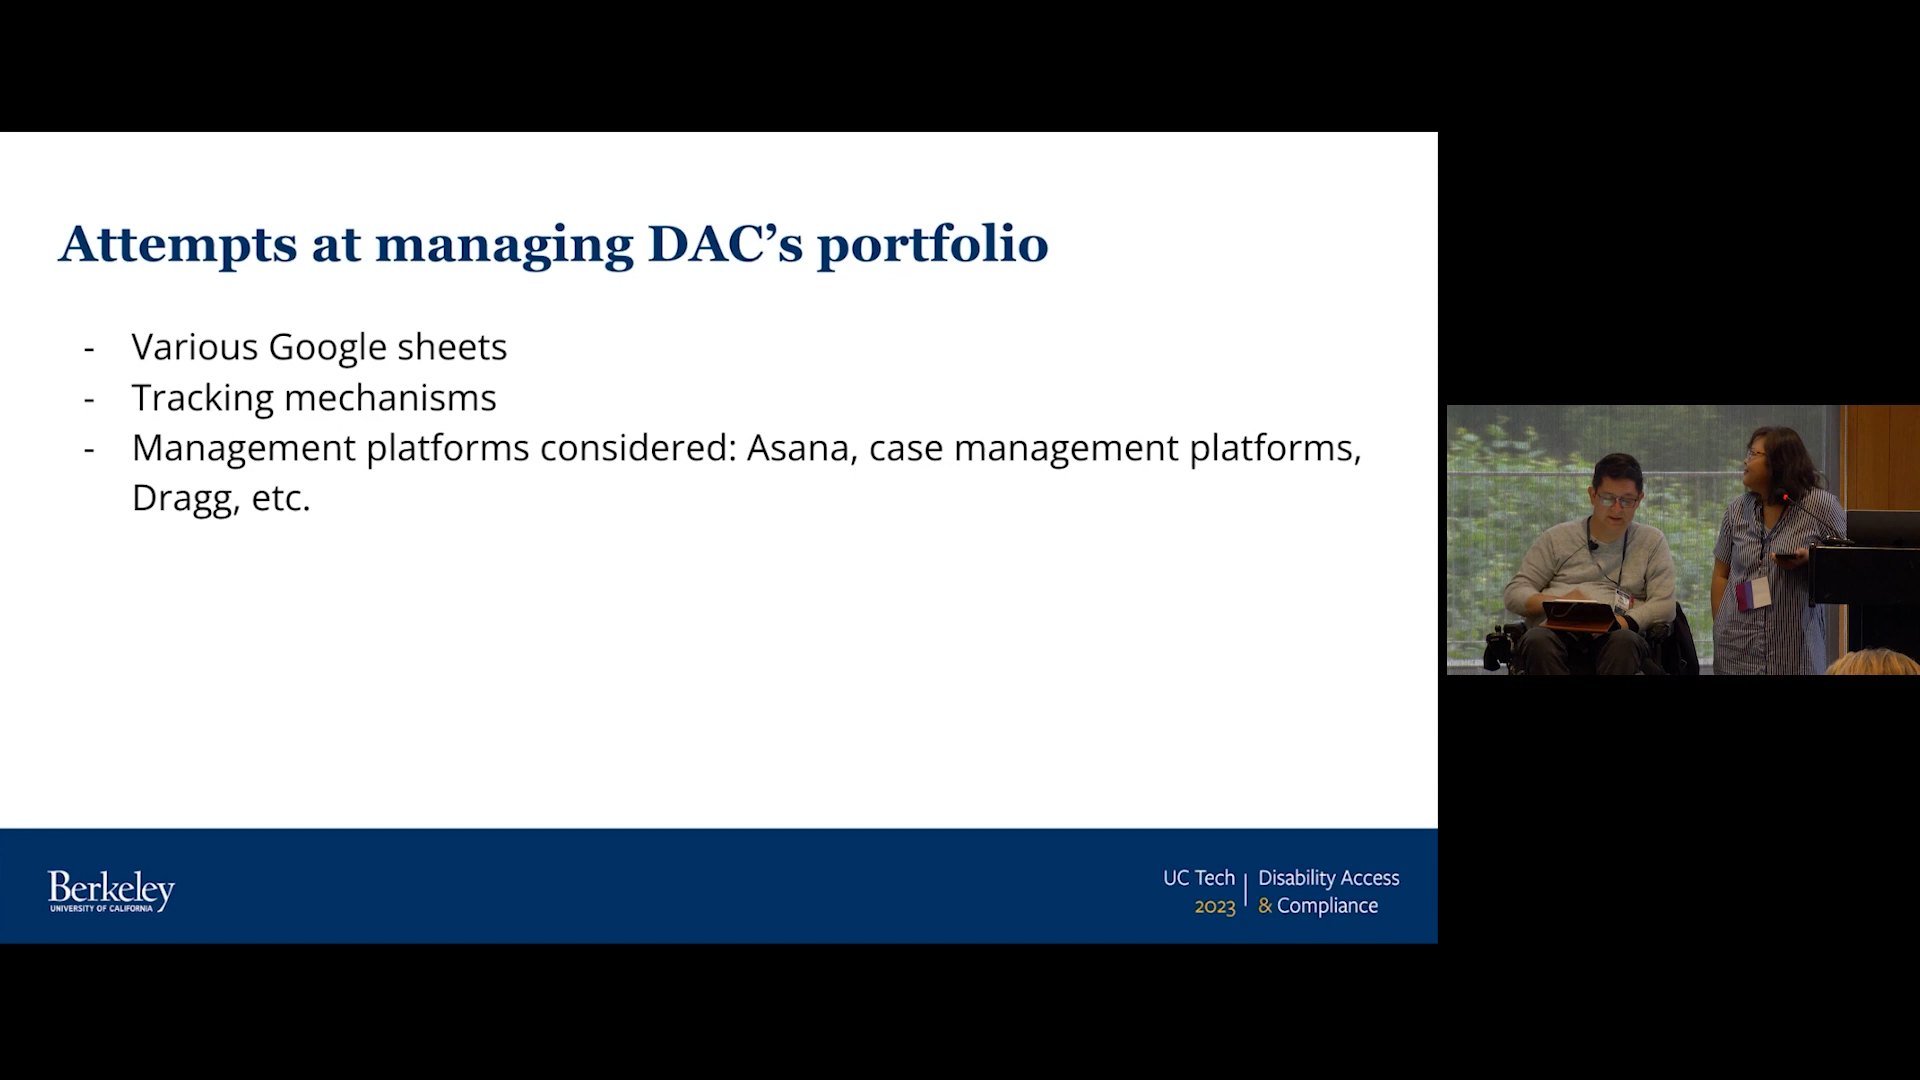 Attempts at managing DAC’s portfolio
- Various Google sheets
- Tracking mechanisms
- Management platforms considered: Asana, case management platforms,
Dragg, etc.
Berkeley
UNIVERSITY OF CALIFORNIA
UC Tech
2023
Disability Access
& Compliance